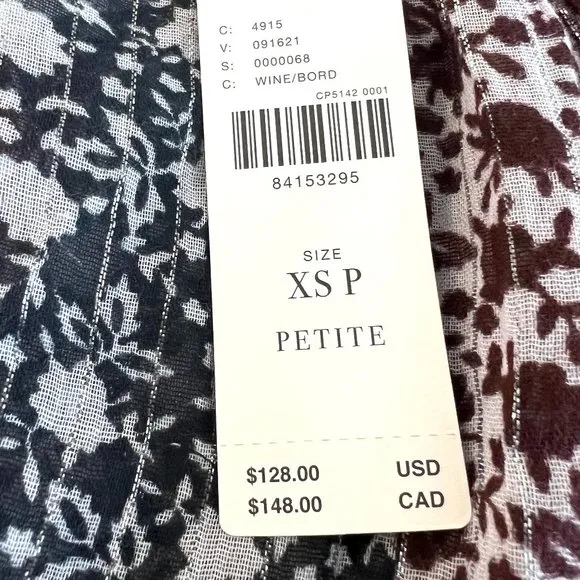 C: 4915
V: 091621
S: 0000068
C: WINE/BORD
CP5142 0001
84153295
SIZE
XS P
PETITE
$128.00 USD
$148.00 CAD